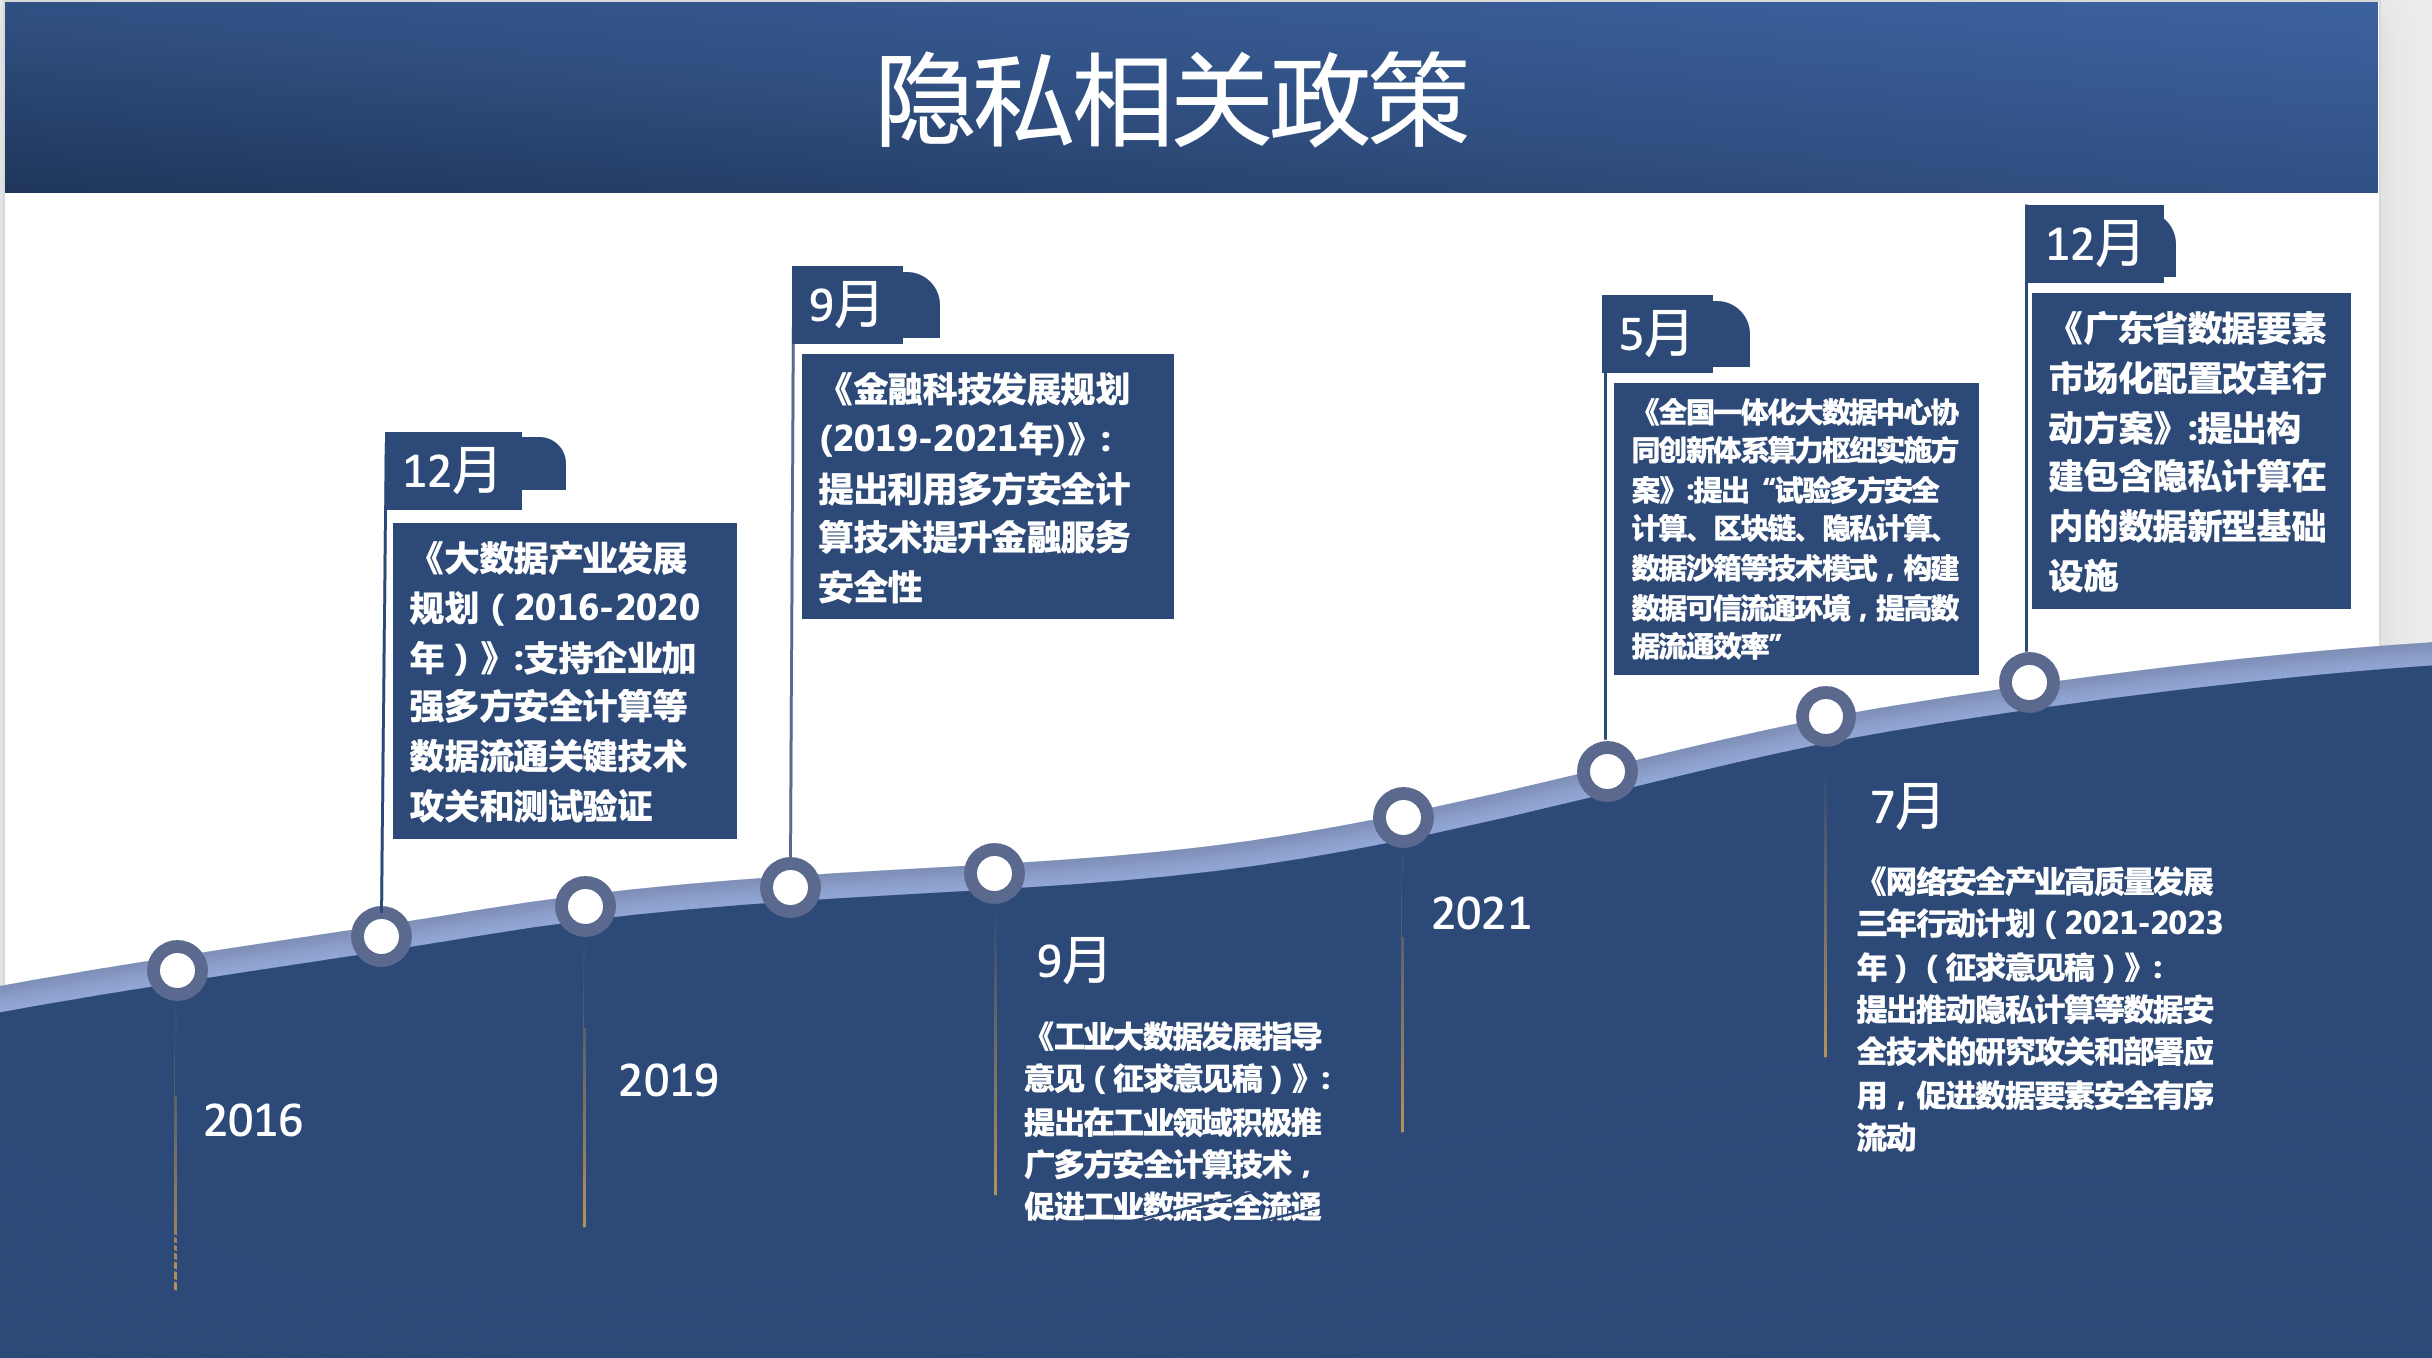 隐私相关政策
2016
12月
《大数据产业发展
规划（2016-2020
年）》:支持企业加
强多方安全计算等
数据流通关键技术
攻关和测试验证
2019
9月
《金融科技发展规划
(2019-2021年)》:
提出利用多方安全计
算技术提升金融服务
安全性
9月
《工业大数据发展指导
意见（征求意见稿）》:
提出在工业领域积极推
广多方安全计算技术，
促进工业数据安全流通
2021
5月
《全国一体化大数据中心协
同创新体系算力枢纽实施方
案》:提出“试验多方安全
计算、区块链、隐私计算、
数据沙箱等技术模式，构建
数据可信流通环境，提高数
据流通效率”
7月
《网络安全产业高质量发展
三年行动计划（2021-2023
年）（征求意见稿）》:
提出推动隐私计算等数据安
全技术的研究攻关和部署应
用，促进数据要素安全有序
流动
12月
《广东省数据要素
市场化配置改革行
动方案》:提出构
建包含隐私计算在
内的数据新型基础
设施